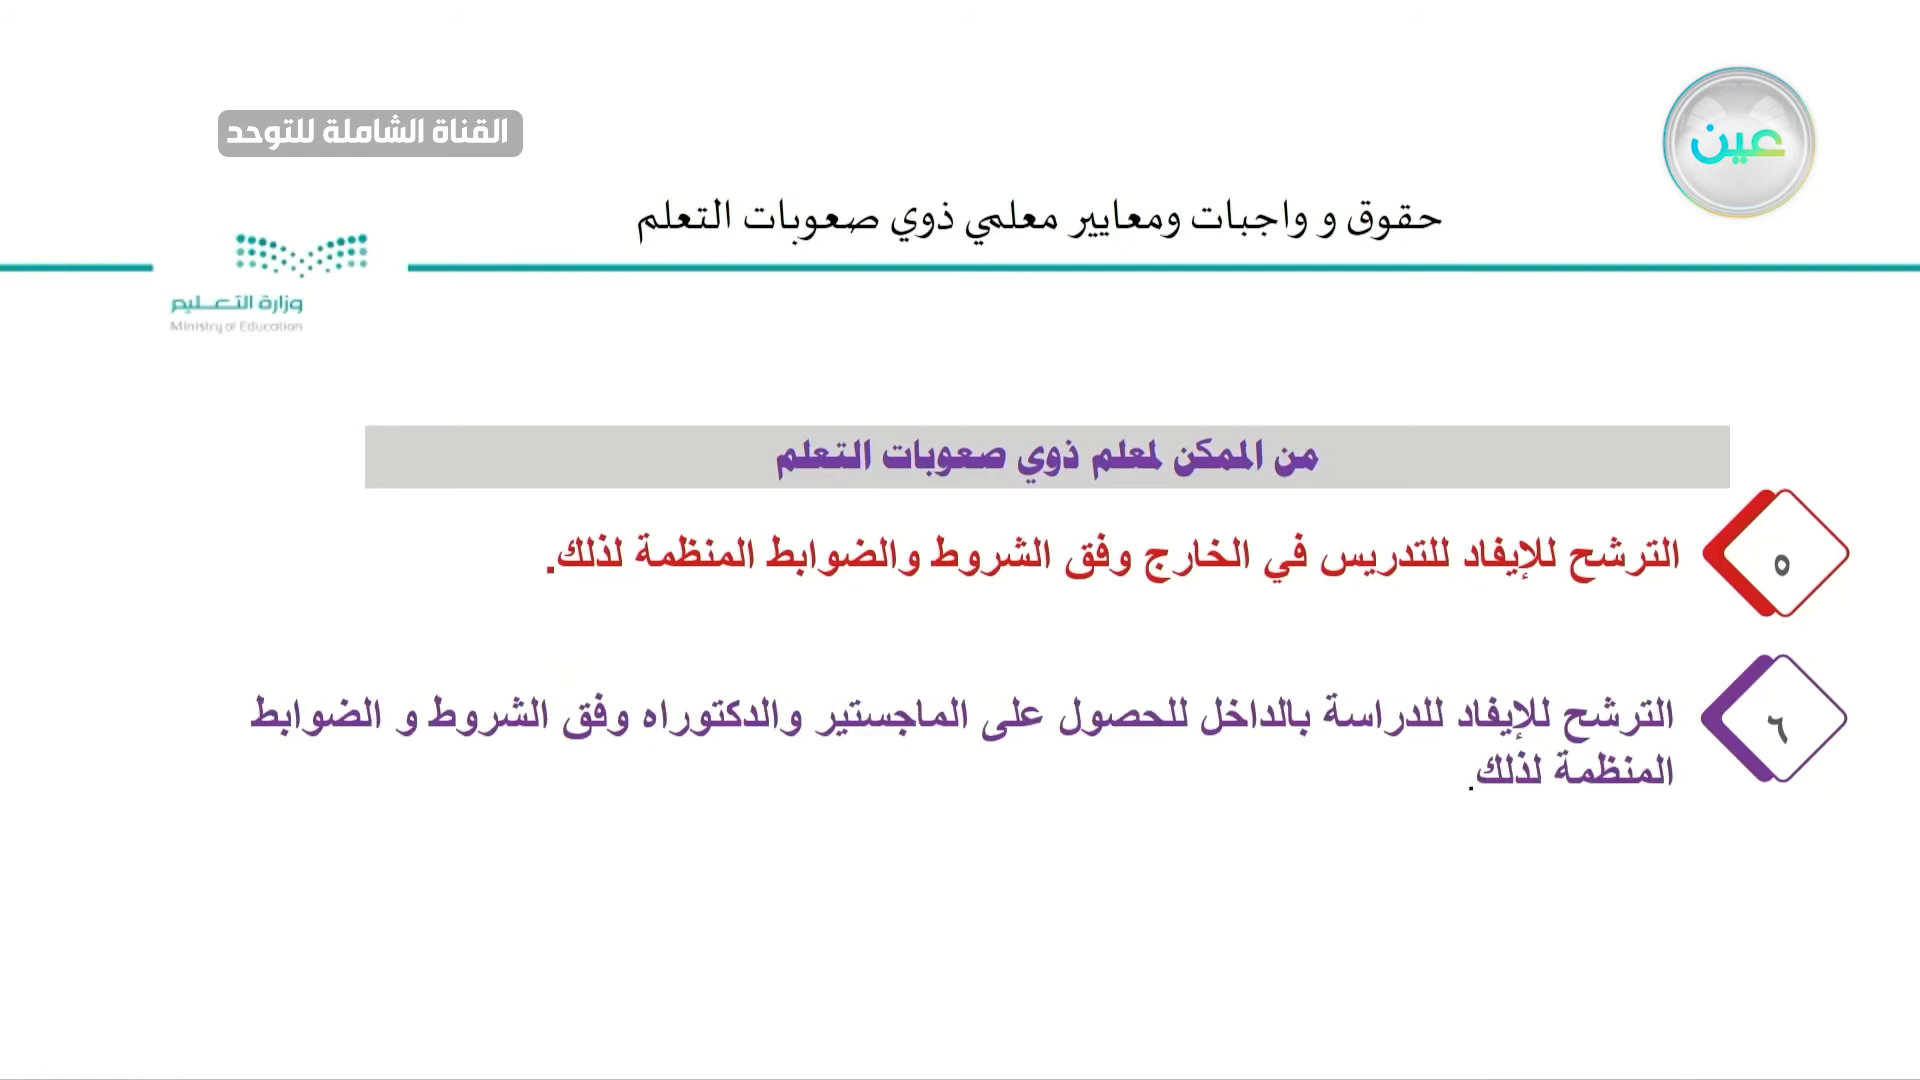 القناة الشاملة للتوحد
عين
حقوق و واجبات ومعايير معلمي ذوي صعوبات التعلم
وزارة التعليم
Ministry of Education
من الممكن لمعلم ذوي صعوبات التعلم
٥
الترشح للإيفاد للتدريس في الخارج وفق الشروط والضوابط المنظمة لذلك.
٦
الترشح للإيفاد للدراسة بالداخل للحصول على الماجستير والدكتوراه وفق الشروط و الضوابط
المنظمة لذلك.